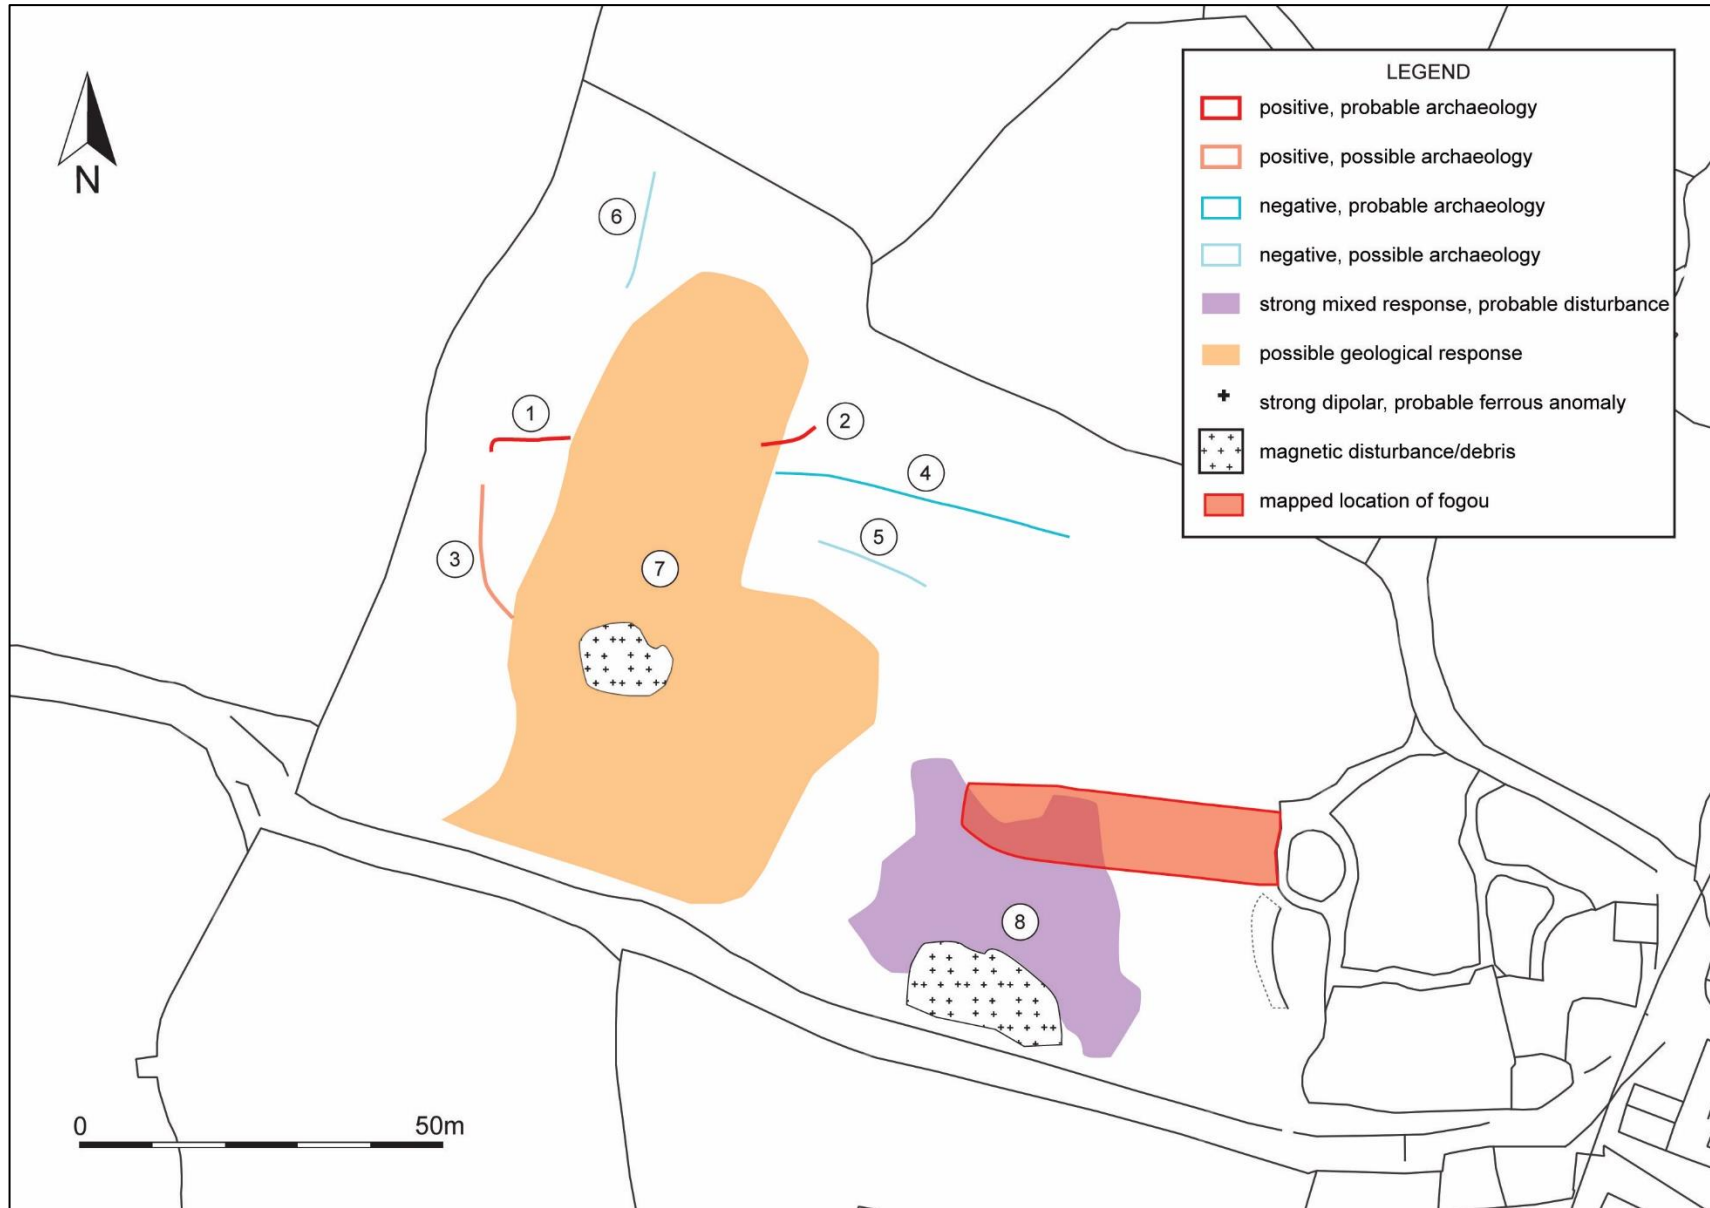 LEGEND
positive, probable archaeology
positive, possible archaeology
negative, probable archaeology
negative, possible archaeology
strong mixed response, probable disturbance
possible geological response
strong dipolar, probable ferrous anomaly
magnetic disturbance/debris
mapped location of fogou
N
6
1
2
4
5
3
7
8
0 50m